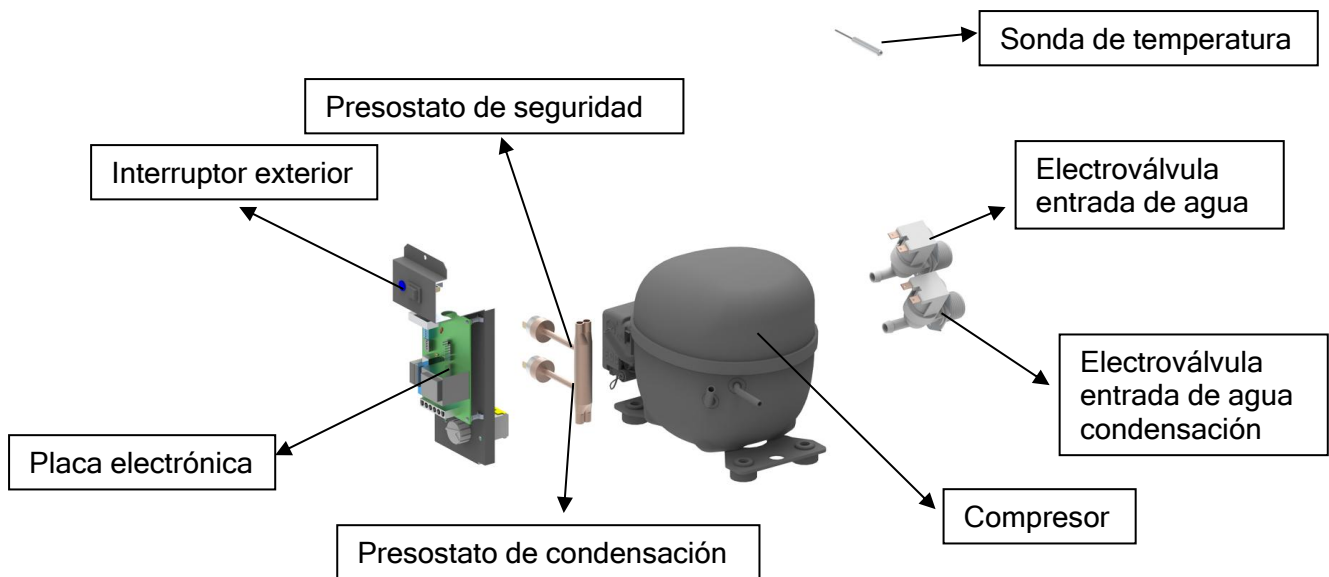 Sonda de temperatura
Presostato de seguridad
Interruptor exterior
Electroválvula
entrada de agua
Electroválvula
entrada de agua
condensación
Placa electrónica
Compresor
Presostato de condensación